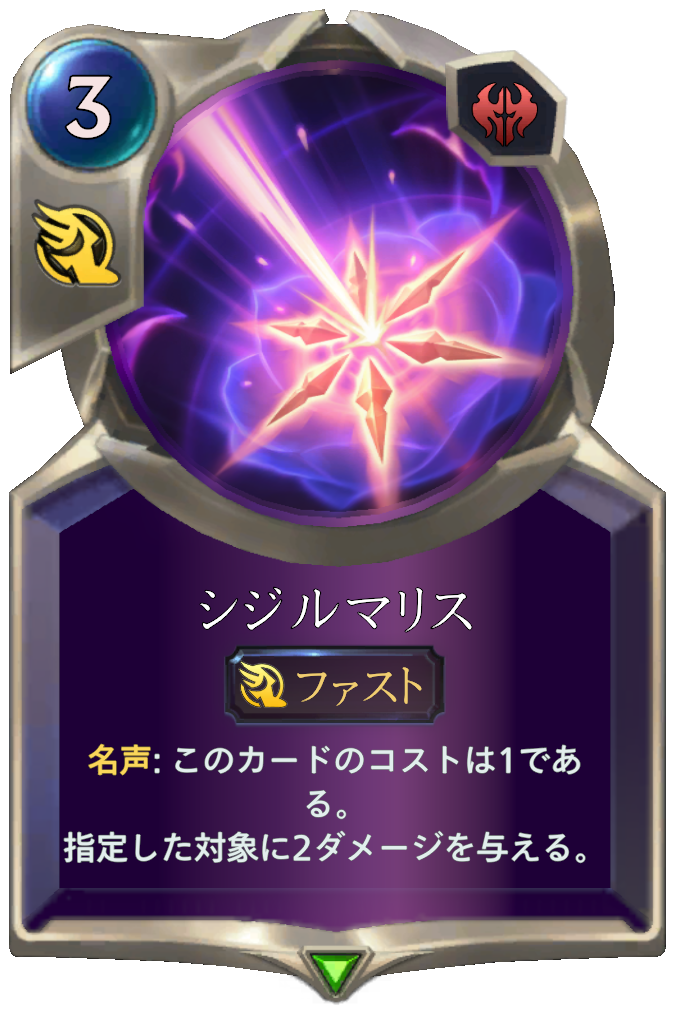 3
シジルマリス
ファスト
名声: このカードのコストは1であ
る。
指定した対象に2ダメージを与える。